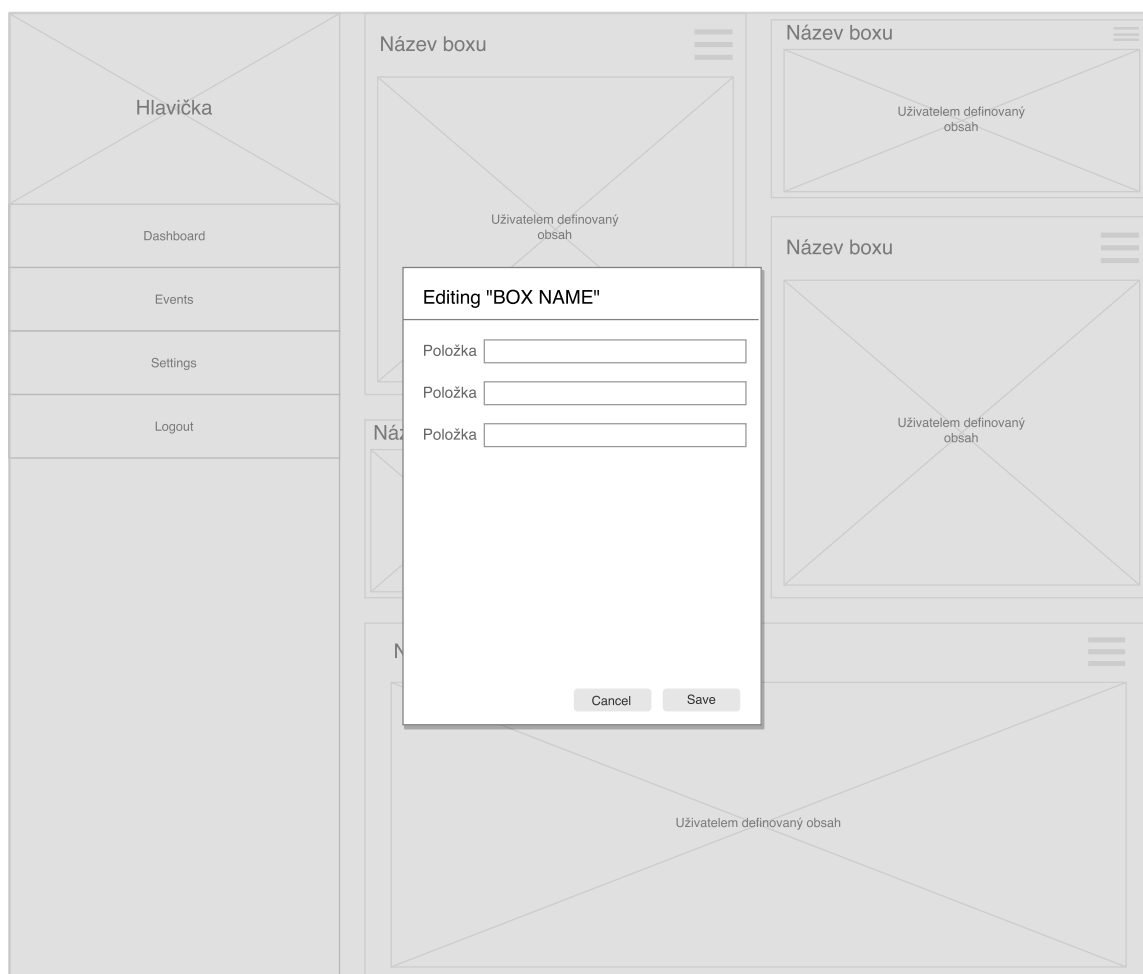 Hlavička
Dashboard
Events
Settings
Logout
Název boxu
Uživatelem definovaný
obsah
Název boxu
Uživatelem definovaný
obsah
Název boxu
Uživatelem definovaný
obsah
Editing "BOX NAME"
Položka
Položka
Položka
Cancel
Save
Uživatelem definovaný obsah